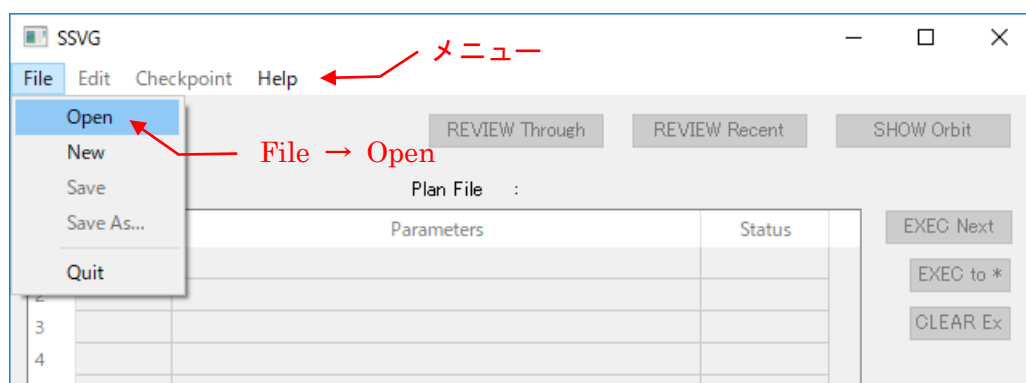 SSVG
メニュー
File Edit Checkpoint Help
Open
REVIEW Through REVIEW Recent SHOW Orbit
File → Open
New
Save
Plan File :
Save As...
Parameters Status EXEC Next
Quit
EXEC to *
3
CLEAR Ex
4